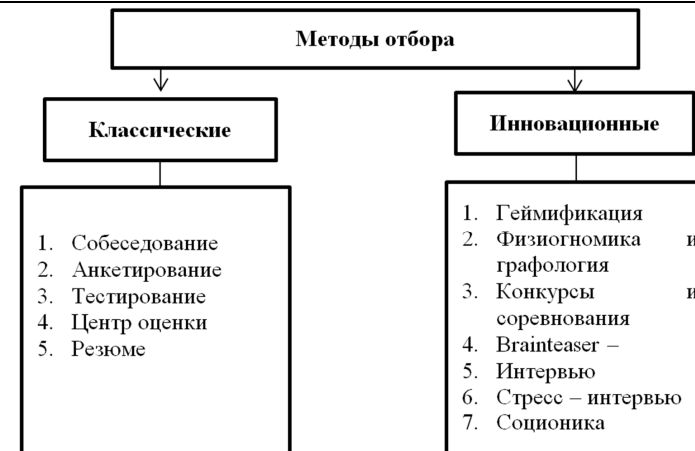 Методы отбора
Классические
Инновационные
1. Собеседование
2. Анкетирование
3. Тестирование
4. Центр оценки
5. Резюме
1. Геймификация
2. Физиогномика и
графология
3. Конкурсы и
соревнования
4. Brainteaser –
5. Интервью
6. Стресс – интервью
7. Соционика